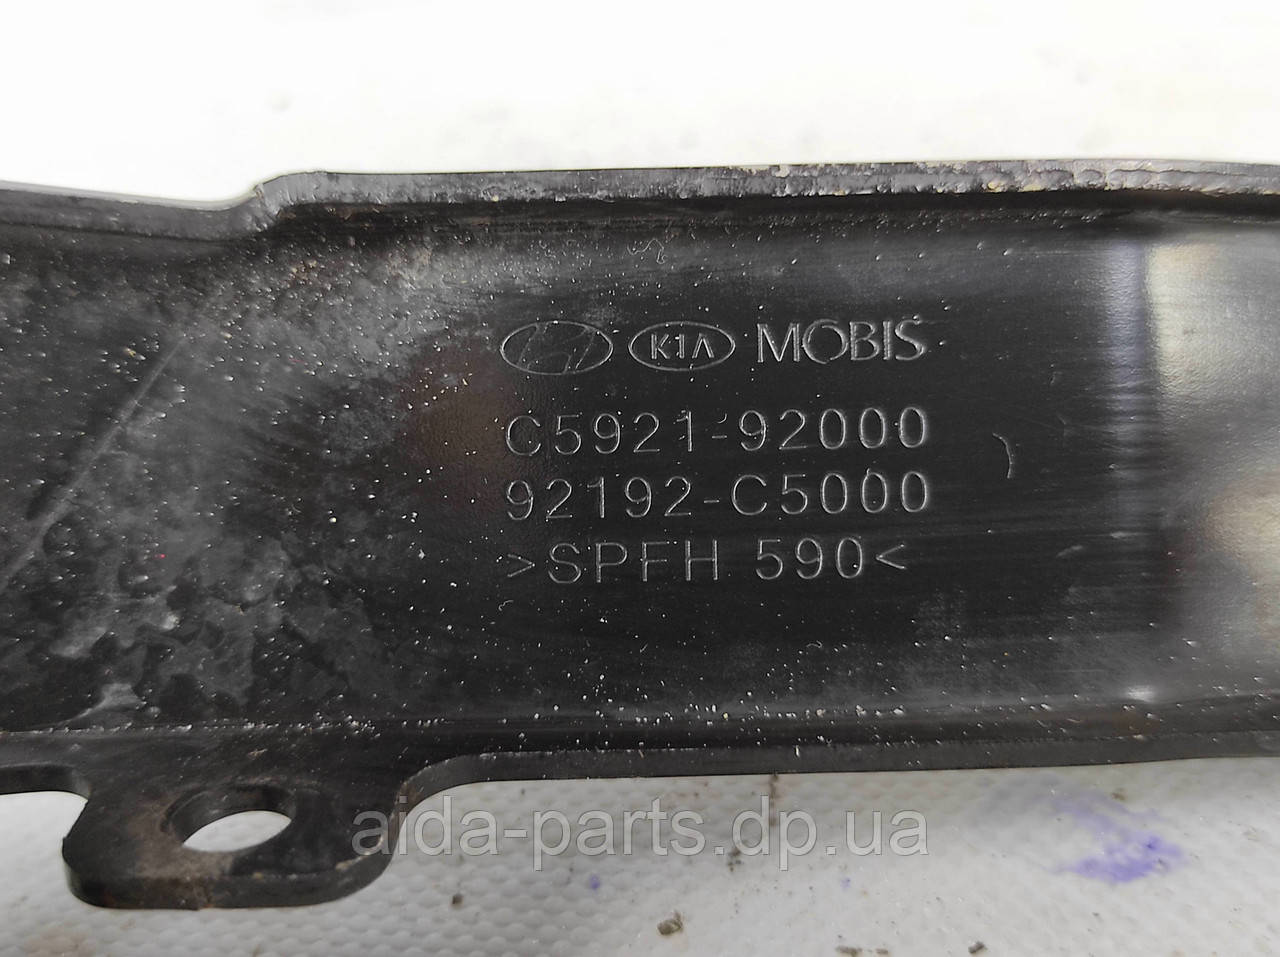 KIA MOBIS
C5921-92000
92192-C5000
>SPFH 590<
aida-parts.dp.ua